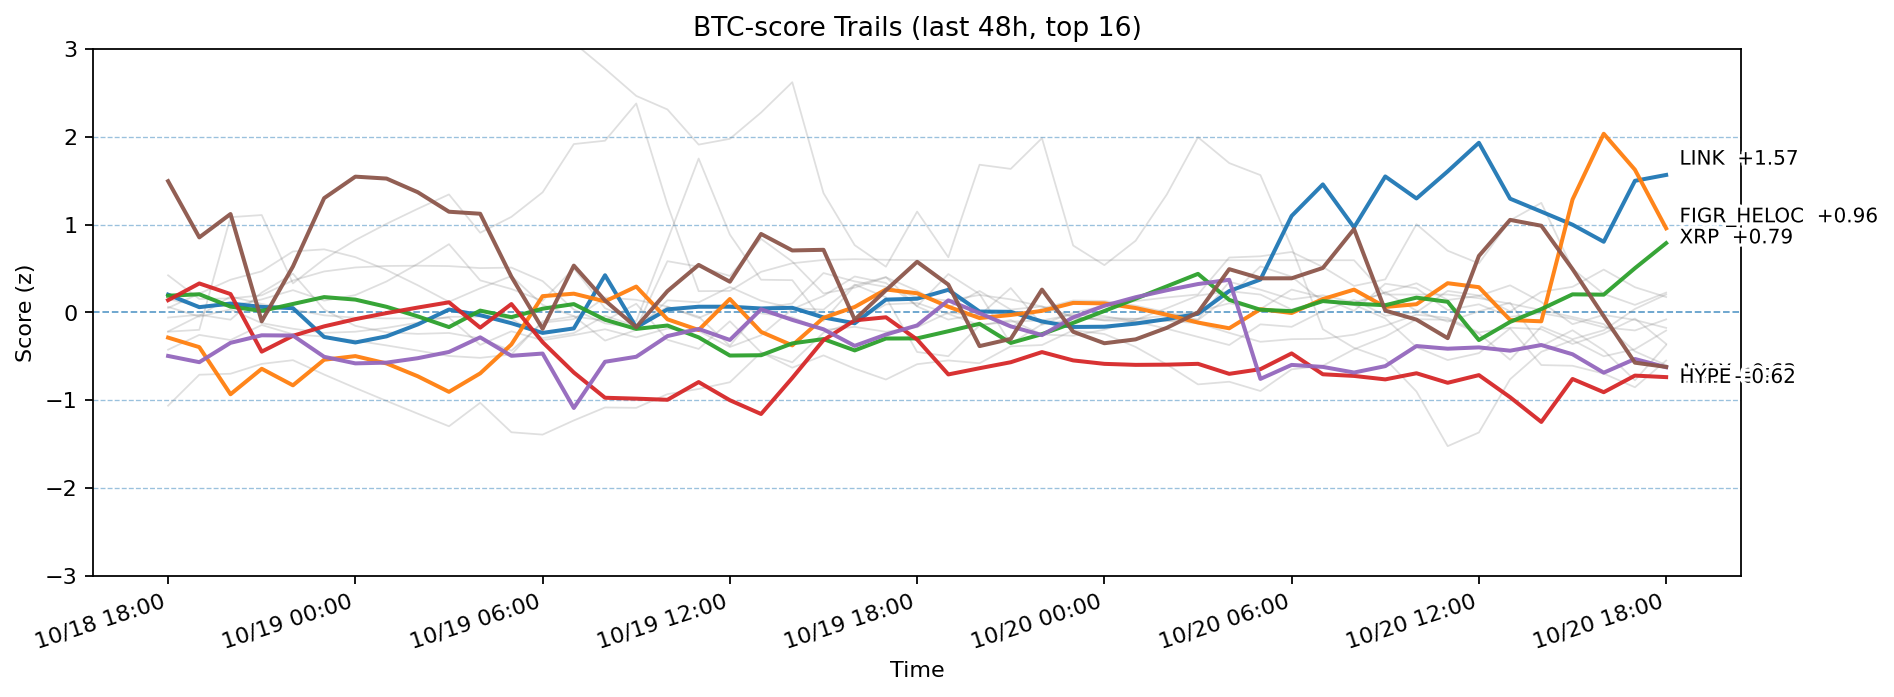 BTC-score Trails (last 48h, top 16)
Score (z)
3
2
1
0
−1
−2
−3
LINK +1.57
FIGR_HELOC +0.96
XRP +0.79
HYPE
10/18 18:00
10/19 00:00
10/19 06:00
10/19 12:00
10/19 18:00
10/20 00:00
10/20 06:00
10/20 12:00
10/20 18:00
Time